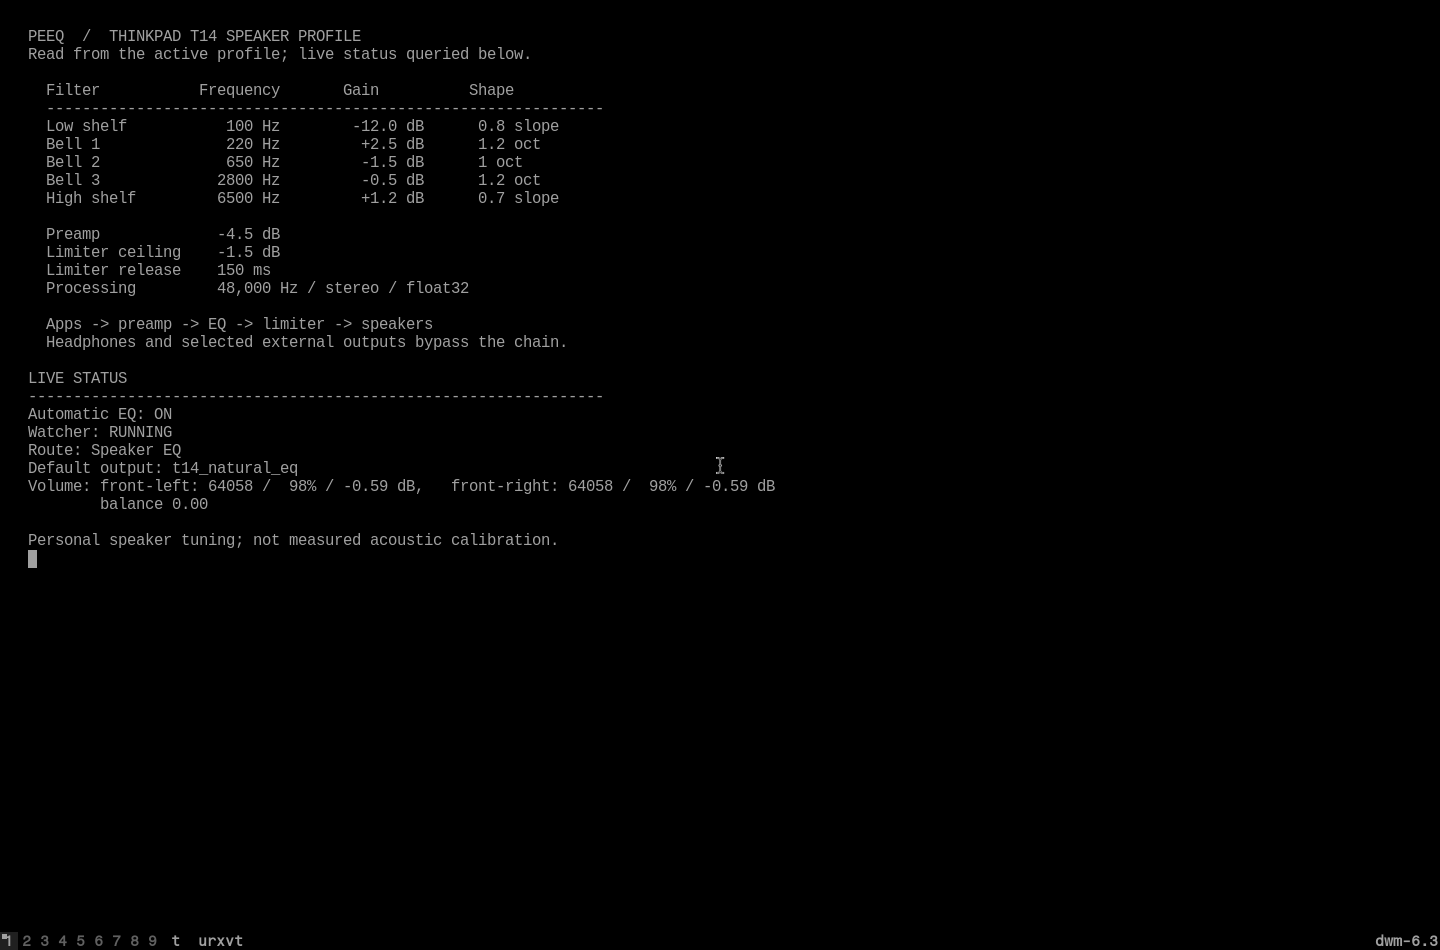 PEEQ  /  THINKPAD T14 SPEAKER PROFILE
Read from the active profile; live status queried below.
Filter           Frequency       Gain          Shape
--------------------------------------------------------------
Low shelf           100 Hz        -12.0 dB      0.8 slope
Bell 1              220 Hz         +2.5 dB      1.2 oct
Bell 2              650 Hz         -1.5 dB      1 oct
Bell 3             2800 Hz         -0.5 dB      1.2 oct
High shelf         6500 Hz         +1.2 dB      0.7 slope
Preamp             -4.5 dB
Limiter ceiling    -1.5 dB
Limiter release    150 ms
Processing         48,000 Hz / stereo / float32
Apps -> preamp -> EQ -> limiter -> speakers
Headphones and selected external outputs bypass the chain.
LIVE STATUS
----------------------------------------------------------------
Automatic EQ: ON
Watcher: RUNNING
Route: Speaker EQ
Default output: t14_natural_eq
Volume: front-left: 64058 /  98% / -0.59 dB,   front-right: 64058 /  98% / -0.59 dB
balance 0.00
Personal speaker tuning; not measured acoustic calibration.
1 2 3 4 5 6 7 8 9 t urxvt dwm-6.3